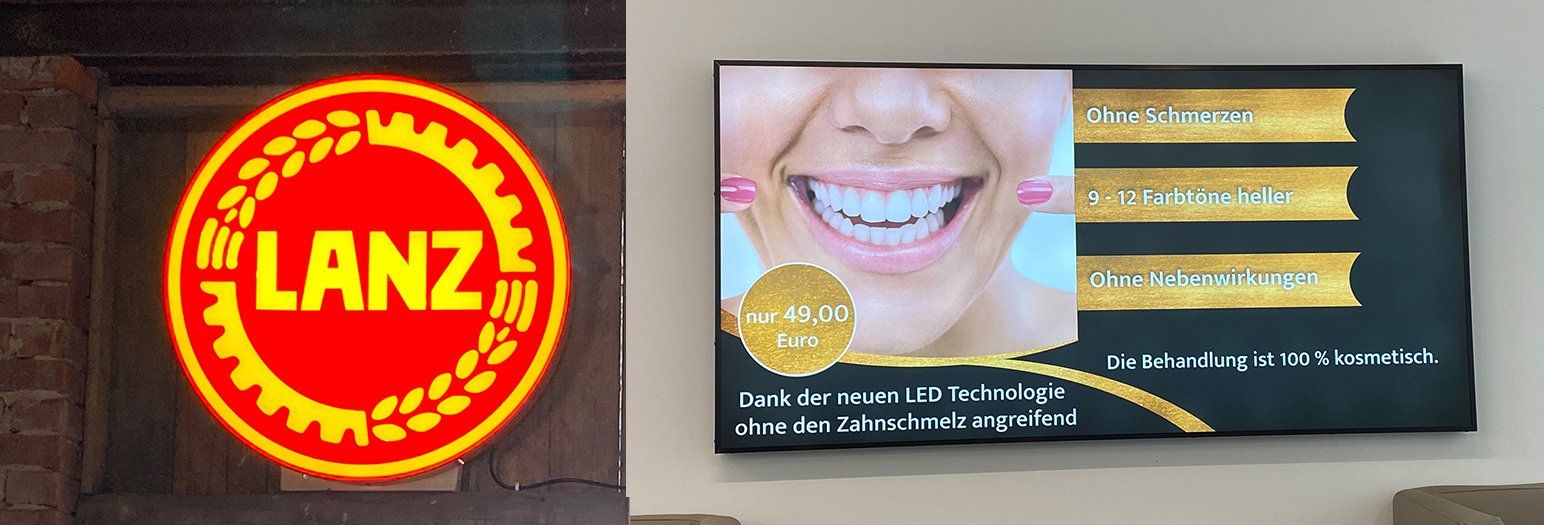 LANZ
Ohne Schmerzen
9 - 12 Farbtöne heller
Ohne Nebenwirkungen
nur 49,00
Euro
Die Behandlung ist 100 % kosmetisch.
Dank der neuen LED Technologie
ohne den Zahnschmelz angreifend